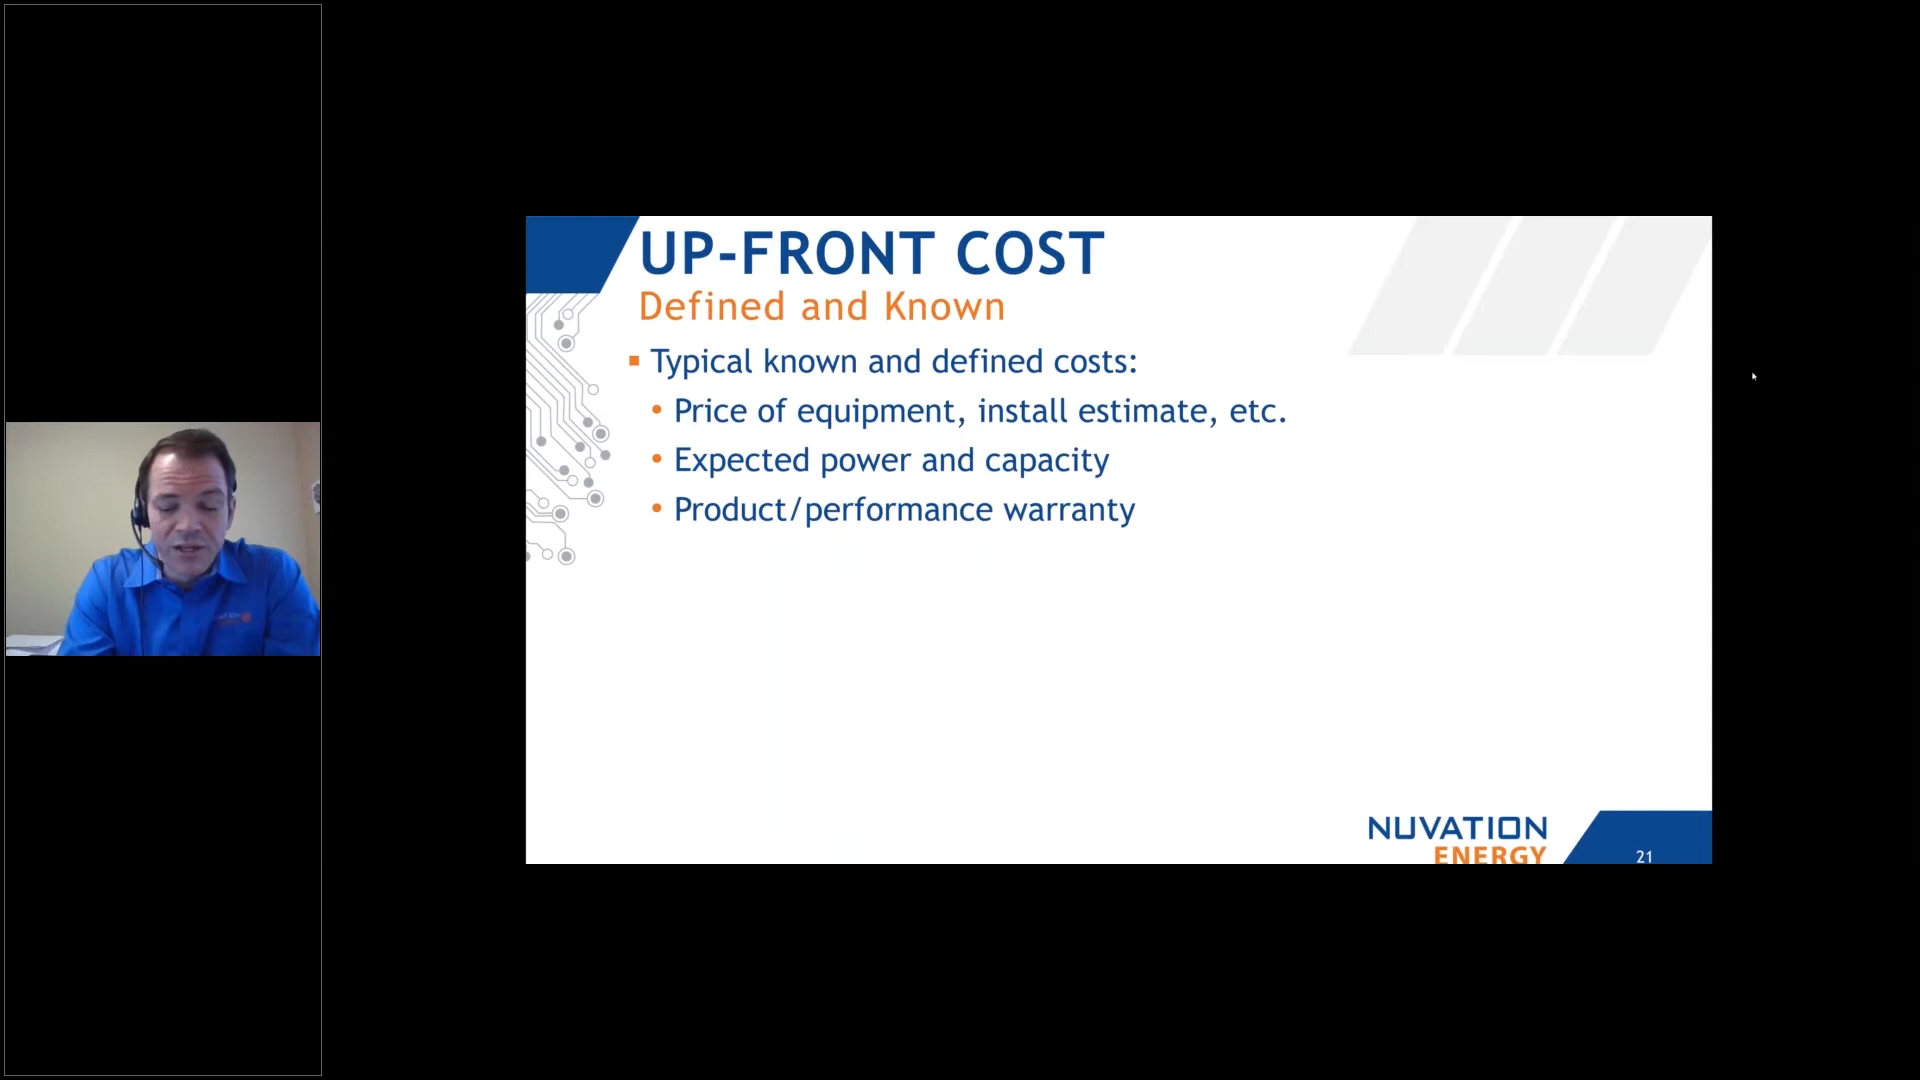 UP-FRONT COST
Defined and Known
Typical known and defined costs:
Price of equipment, install estimate, etc.
Expected power and capacity
Product/performance warranty
NUVATION
ENERGY
21